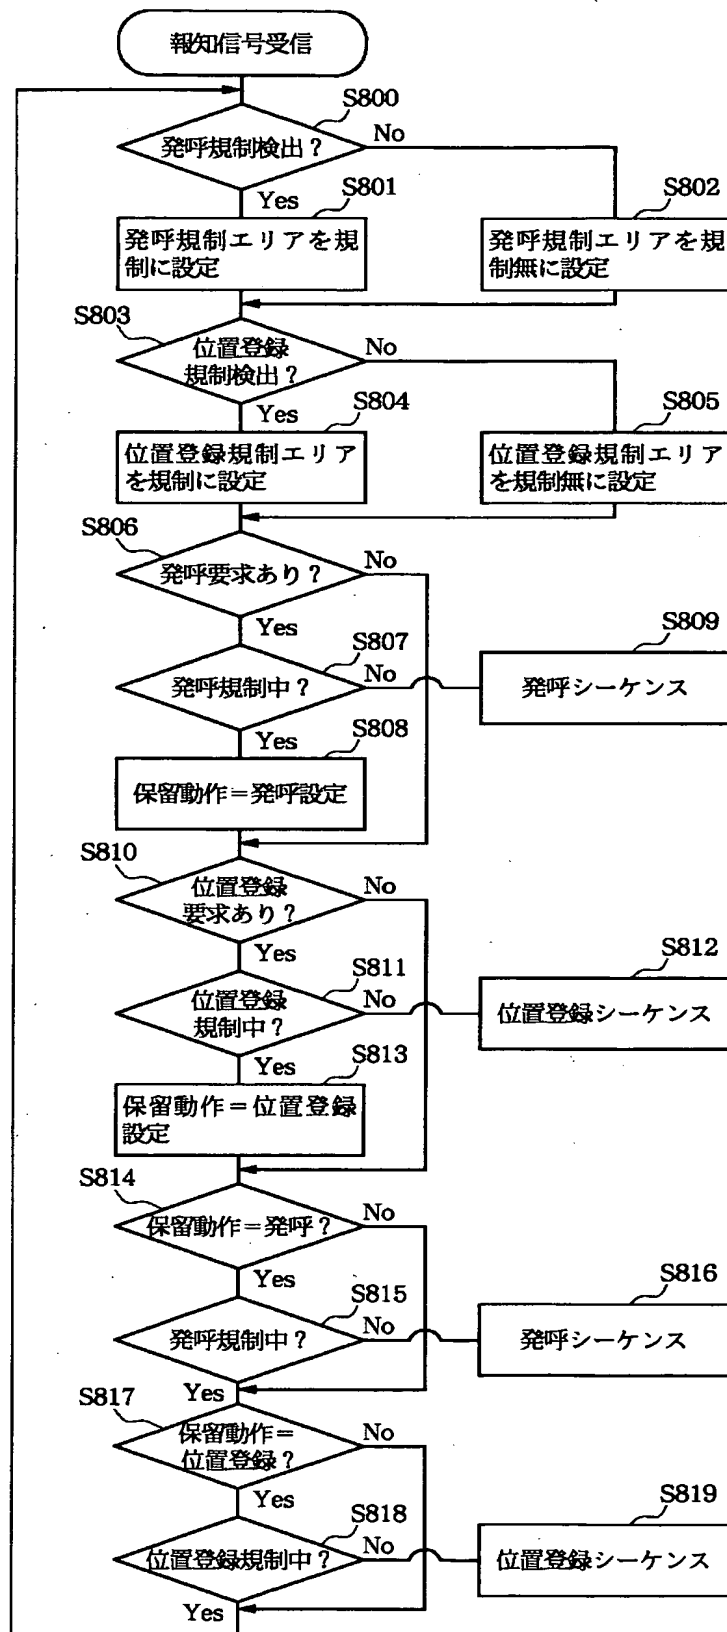 報知信号受信
S800
発呼規制検出？
No
Yes
S801
S802
発呼規制エリアを規
制に設定
発呼規制エリアを規
制無に設定
S803
位置登録
規制検出？
No
Yes
S804
S805
位置登録規制エリア
を規制に設定
位置登録規制エリア
を規制無に設定
S806
発呼要求あり？
No
Yes
S807
S809
発呼規制中？
No
発呼シーケンス
Yes
S808
保留動作＝発呼設定
S810
位置登録
要求あり？
No
Yes
S811
S812
位置登録
規制中？
No
位置登録シーケンス
Yes
S813
保留動作＝位置登録
設定
S814
保留動作＝発呼？
No
Yes
S815
S816
発呼規制中？
No
発呼シーケンス
Yes
S817
保留動作＝
位置登録？
No
Yes
S818
S819
位置登録規制中？
No
位置登録シーケンス
Yes